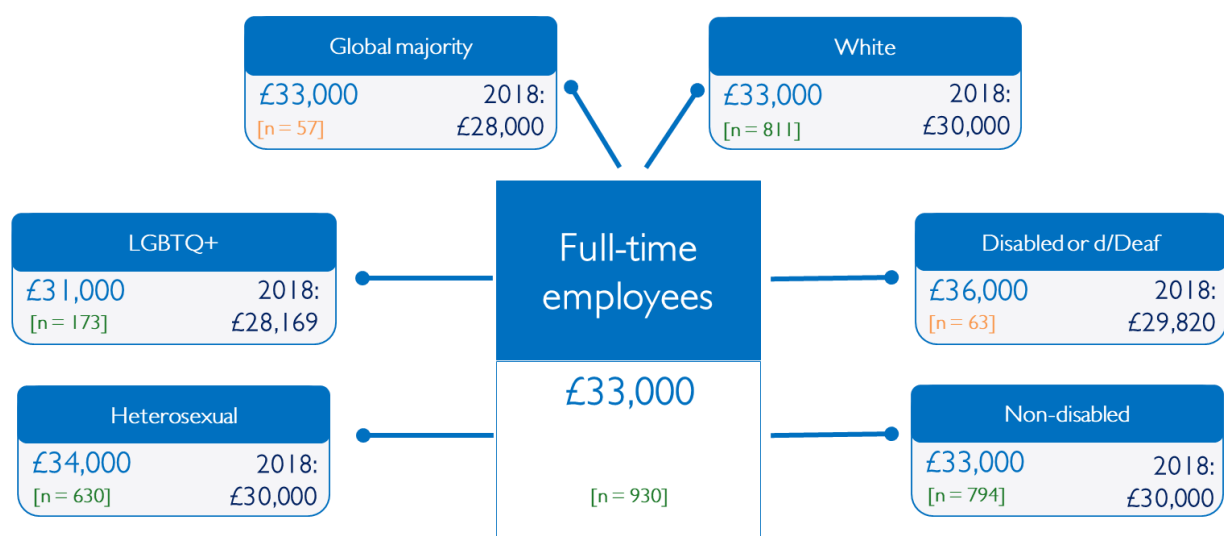 Global majority
£33,000
2018:
[n = 57]
£28,000
White
£33,000
2018:
[n = 811]
£30,000
LGBTQ+
£31,000
2018:
[n = 173]
£28,169
Full-time
employees
£33,000
[n = 930]
Disabled or d/Deaf
£36,000
2018:
[n = 63]
£29,820
Heterosexual
£34,000
2018:
[n = 630]
£30,000
Non-disabled
£33,000
2018:
[n = 794]
£30,000